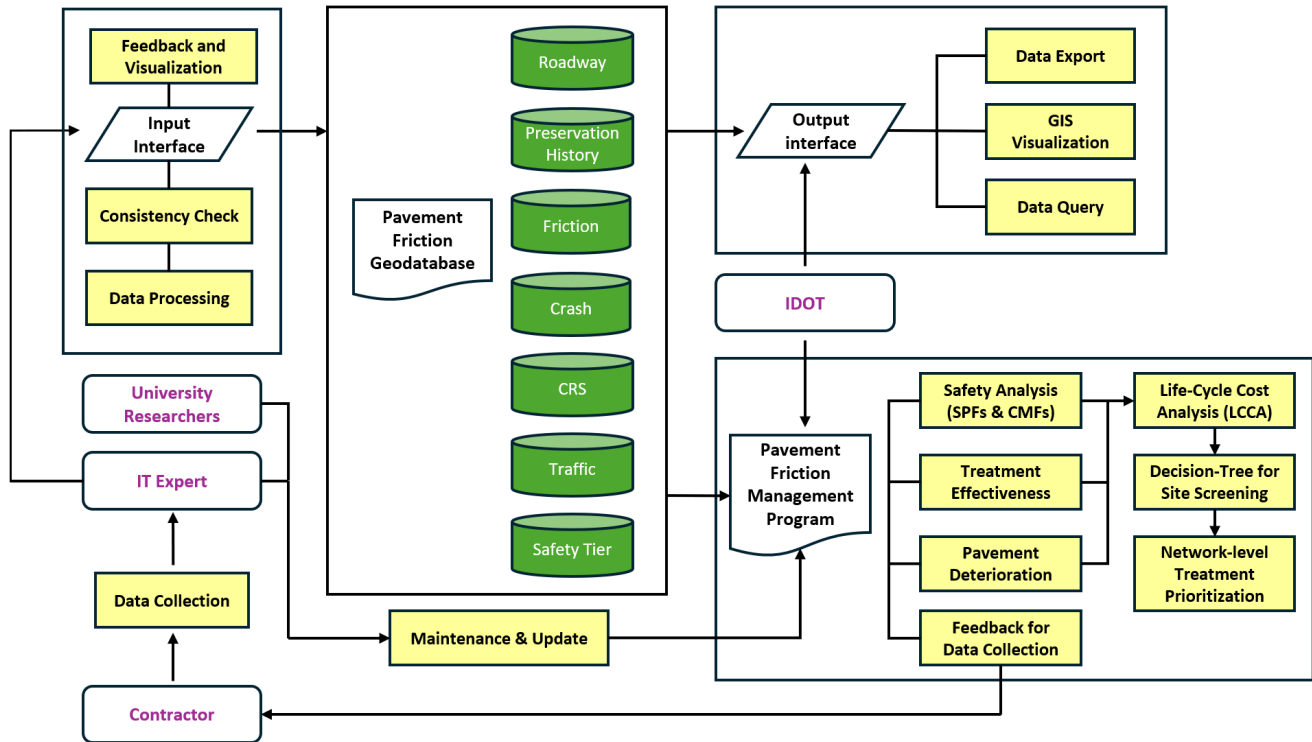 Feedback and
Visualization
Input
Interface
Consistency Check
Data Processing
University
Researchers
IT Expert
Data Collection
Contractor
Pavement
Friction
Geodatabase
Roadway
Preservation
History
Friction
Crash
CRS
Traffic
Safety Tier
Maintenance & Update
Output
interface
Data Export
GIS
Visualization
Data Query
IDOT
Pavement
Friction
Management
Program
Safety Analysis
(SPFs & CMFs)
Treatment
Effectiveness
Pavement
Deterioration
Feedback for
Data Collection
Life-Cycle Cost
Analysis (LCCA)
Decision-Tree for
Site Screening
Network-level
Treatment
Prioritization